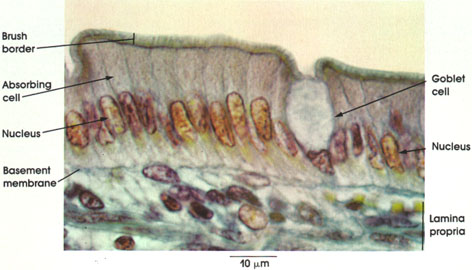 Brush
border
Absorbing
cell
Nucleus
Basement
membrane
Goblet
cell
Nucleus
Lamina
propria
10 μm